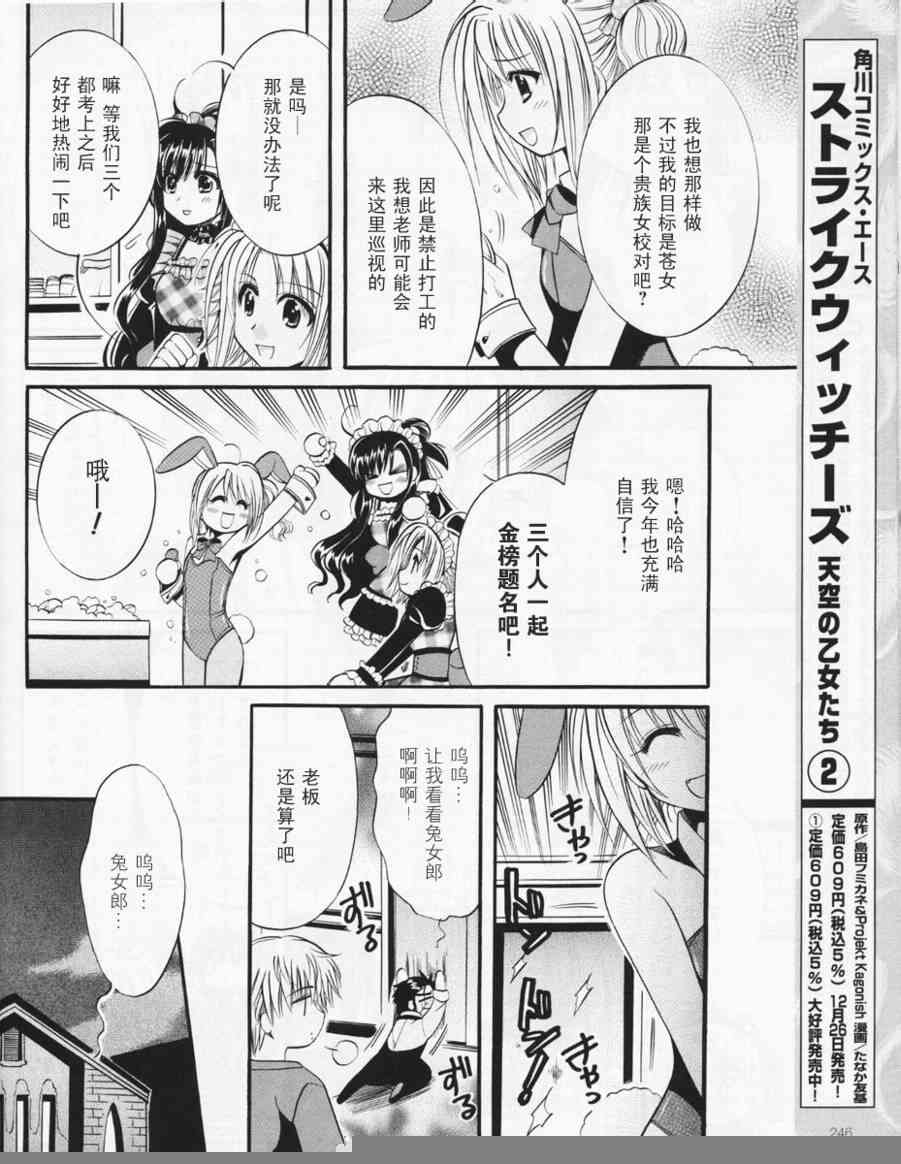 我也想那样做
不过我的目标是苍女
那是个贵族女校对吧？
因此是禁止打工的
我想老师可能会
来这里巡视的
是吗—
那就没办法了呢
嘛 等我们三个
都考上之后
好好地热闹一下吧
嗯！哈哈哈
我今年也充满
自信了！
三个人一起
金榜题名吧！
哦—！
きゃっ
きゃっ
呜呜…
让我看看兔女郎
啊啊啊！
老板
还是算了吧
ずる
ずる
呜呜…
兔女郎…
角川コミックス・エース
ストライクウィッチーズ 天空の乙女たち ②
原作／島田フミカネ&Projekt Kagonish 漫画／たなか友基
定価609円(税込5%) 12月26日発売！
①定価609円(税込5%) 大好評発売中！
246